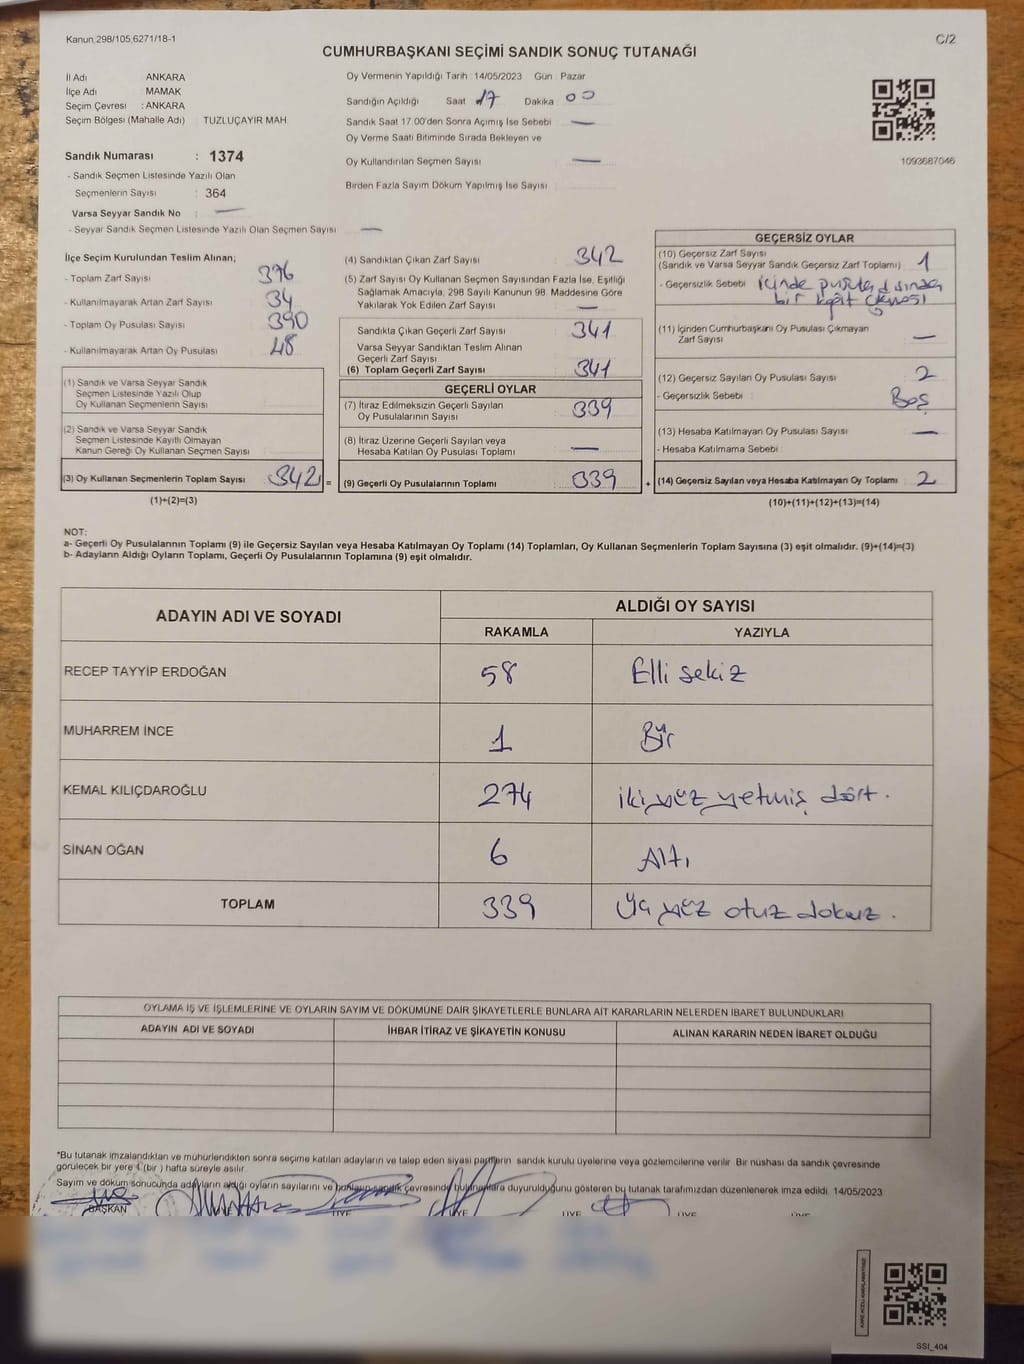 Kanun,298/105,6271/18-1
C/2
CUMHURBAŞKANI SEÇİMİ SANDIK SONUÇ TUTANAĞI
İl Adı ANKARA
İlçe Adı MAMAK
Seçim Çevresi : ANKARA
Seçim Bölgesi (Mahalle Adı) TUZLUÇAYIR MAH
Sandık Numarası : 1374
- Sandık Seçmen Listesinde Yazılı Olan
Seçmenlerin Sayısı : 364
Varsa Seyyar Sandık No : —
- Seyyar Sandık Seçmen Listesinde Yazılı Olan Seçmen Sayısı —
Oy Vermenin Yapıldığı Tarih : 14/05/2023 Gün : Pazar
Sandığın Açıldığı Saat 17 Dakika 00
Sandık Saat 17.00'den Sonra Açılmış İse Sebebi —
Oy Verme Saati Bitiminde Sırada Bekleyen ve
Oy Kullandırılan Seçmen Sayısı —
Birden Fazla Sayım Döküm Yapılmış İse Sayısı
1093687046
İlçe Seçim Kurulundan Teslim Alınan;
- Toplam Zarf Sayısı 376
- Kullanılmayarak Artan Zarf Sayısı 34
- Toplam Oy Pusulası Sayısı 390
- Kullanılmayarak Artan Oy Pusulası 48
(1) Sandık ve Varsa Seyyar Sandık
Seçmen Listesinde Yazılı Olup
Oy Kullanan Seçmenlerin Sayısı
(2) Sandık ve Varsa Seyyar Sandık
Seçmen Listesinde Kayıtlı Olmayan
Kanun Gereği Oy Kullanan Seçmen Sayısı
(3) Oy Kullanan Seçmenlerin Toplam Sayısı 342 =
(1)+(2)=(3)
(4) Sandıktan Çıkan Zarf Sayısı 342
(5) Zarf Sayısı Oy Kullanan Seçmen Sayısından Fazla İse, Eşitliği
Sağlamak Amacıyla, 298 Sayılı Kanunun 98. Maddesine Göre
Yakılarak Yok Edilen Zarf Sayısı —
Sandıkta Çıkan Geçerli Zarf Sayısı 341
Varsa Seyyar Sandıktan Teslim Alınan
Geçerli Zarf Sayısı
(6) Toplam Geçerli Zarf Sayısı 341
GEÇERLİ OYLAR
(7) İtiraz Edilmeksizin Geçerli Sayılan
Oy Pusulalarının Sayısı 339
(8) İtiraz Üzerine Geçerli Sayılan veya
Hesaba Katılan Oy Pusulası Toplamı —
(9) Geçerli Oy Pusulalarının Toplamı 339 +
GEÇERSİZ OYLAR
(10) Geçersiz Zarf Sayısı
(Sandık ve Varsa Seyyar Sandık Geçersiz Zarf Toplamı) 1
- Geçersizlik Sebebi içinde pusula dışında
bir kağıt çıkması
(11) İçinden Cumhurbaşkanı Oy Pusulası Çıkmayan
Zarf Sayısı —
(12) Geçersiz Sayılan Oy Pusulası Sayısı 2
- Geçersizlik Sebebi Boş
(13) Hesaba Katılmayan Oy Pusulası Sayısı —
- Hesaba Katılmama Sebebi
(14) Geçersiz Sayılan veya Hesaba Katılmayan Oy Toplamı 2
(10)+(11)+(12)+(13)=(14)
NOT:
a- Geçerli Oy Pusulalarının Toplamı (9) ile Geçersiz Sayılan veya Hesaba Katılmayan Oy Toplamı (14) Toplamları, Oy Kullanan Seçmenlerin Toplam Sayısına (3) eşit olmalıdır. (9)+(14)=(3)
b- Adayların Aldığı Oyların Toplamı, Geçerli Oy Pusulalarının Toplamına (9) eşit olmalıdır.
ADAYIN ADI VE SOYADI ALDIĞI OY SAYISI
RAKAMLA YAZIYLA
RECEP TAYYİP ERDOĞAN 58 Elli sekiz
MUHARREM İNCE 1 Bir
KEMAL KILIÇDAROĞLU 274 iki yüz yetmiş dört.
SİNAN OĞAN 6 Altı
TOPLAM 339 Üç yüz otuz dokuz.
OYLAMA İŞ VE İŞLEMLERİNE VE OYLARIN SAYIM VE DÖKÜMÜNE DAİR ŞİKAYETLERLE BUNLARA AİT KARARLARIN NELERDEN İBARET BULUNDUKLARI
ADAYIN ADI VE SOYADI İHBAR İTİRAZ VE ŞİKAYETİN KONUSU ALINAN KARARIN NEDEN İBARET OLDUĞU
*Bu tutanak imzalandıktan ve mühürlendikten sonra seçime katılan adayların ve talep eden siyasi partilerin sandık kurulu üyelerine veya gözlemcilerine verilir. Bir nüshası da sandık çevresinde
görülecek bir yere 1 (bir ) hafta süreyle asılır.
Sayım ve döküm sonucunda adayların aldığı oyların sayılarını ve bunların sandık çevresinde bulunanlara duyurulduğunu gösteren bu tutanak tarafımızdan düzenlenerek imza edildi. 14/05/2023
BAŞKAN
SSI_404